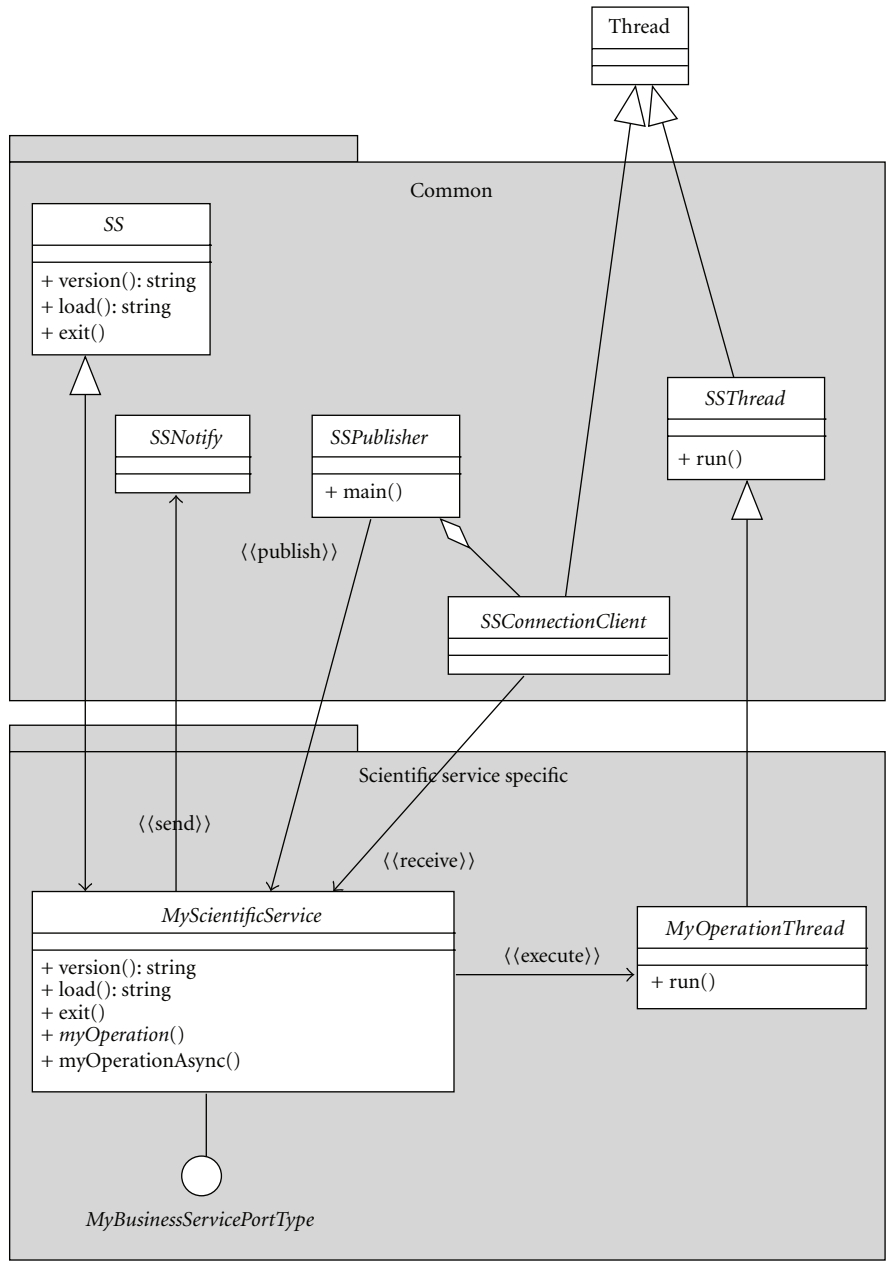 Thread
Common
SS
+ version(): string
+ load(): string
+ exit()
SSNotify
SSPublisher
+ main()
SSThread
+ run()
⟨⟨publish⟩⟩
SSConnectionClient
Scientific service specific
⟨⟨send⟩⟩
⟨⟨receive⟩⟩
MyScientificService
+ version(): string
+ load(): string
+ exit()
+ myOperation()
+ myOperationAsync()
⟨⟨execute⟩⟩
MyOperationThread
+ run()
MyBusinessServicePortType